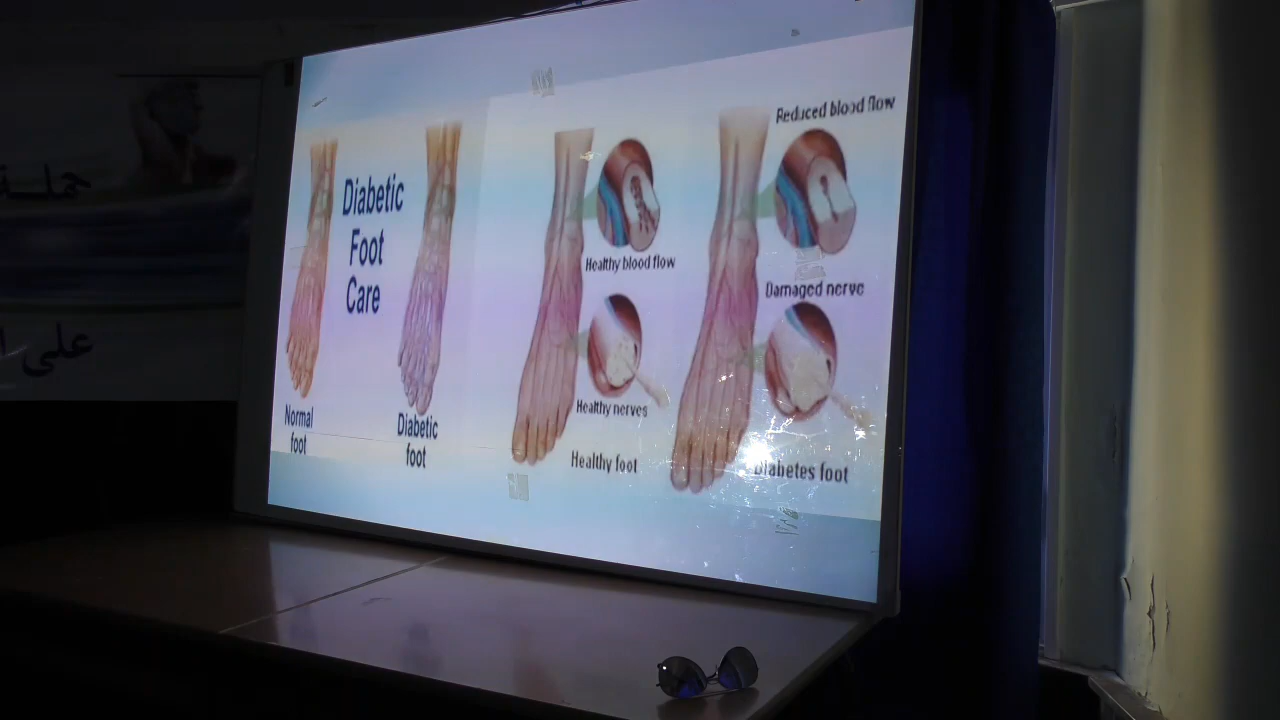 حملة
على
Diabetic
Foot
Care
Normal
foot
Diabetic
foot
Healthy blood flow
Healthy nerves
Healthy foot
Reduced blood flow
Damaged nerve
Diabetes foot